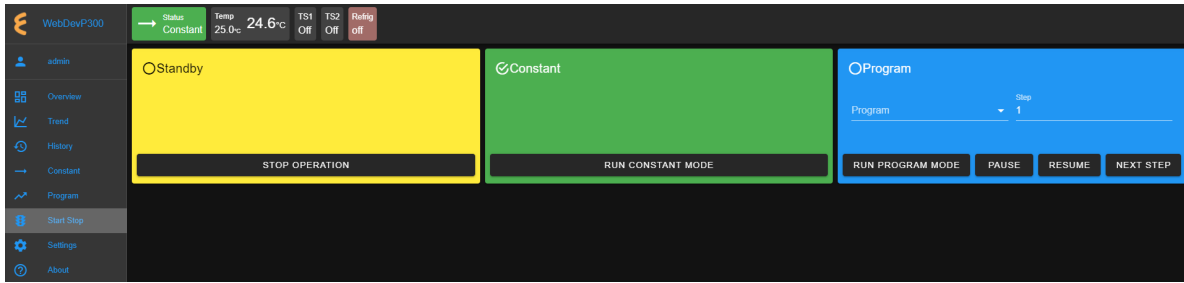 WebDevP300
admin
Overview
Trend
History
Constant
Program
Start Stop
Settings
About
Status
Constant
Temp
25.0°c 24.6°c
TS1
Off
TS2
Off
Refrig
off
Standby
STOP OPERATION
Constant
RUN CONSTANT MODE
Program
Program
Step
1
RUN PROGRAM MODE
PAUSE
RESUME
NEXT STEP